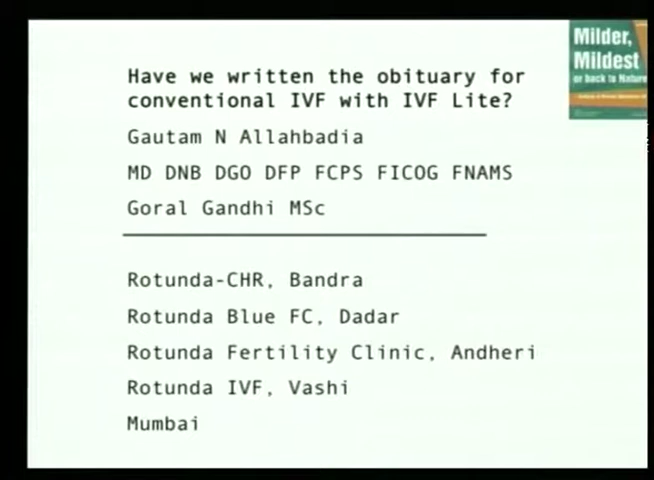 Have we written the obituary for
conventional IVF with IVF Lite?
Gautam N Allahbadia
MD DNB DGO DFP FCPS FICOG FNAMS
Goral Gandhi MSc
Rotunda-CHR, Bandra
Rotunda Blue FC, Dadar
Rotunda Fertility Clinic, Andheri
Rotunda IVF, Vashi
Mumbai
Milder,
Mildest
or back to Nature